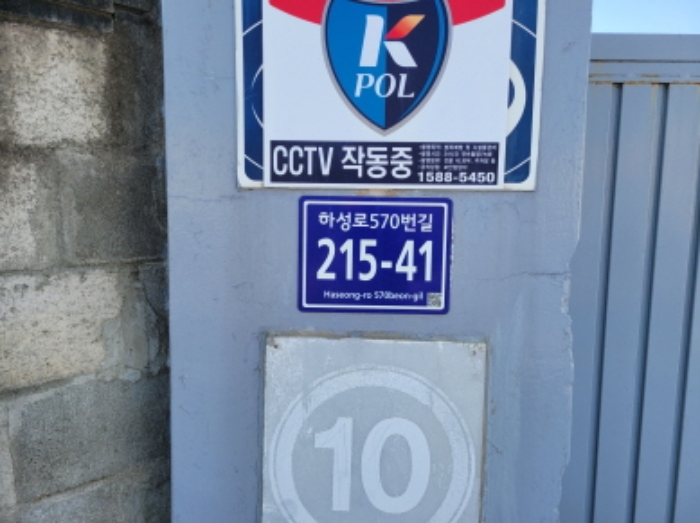 K
POL
CCTV 작동중
1588-5450
하성로570번길
215-41
Haseong-ro 570beon-gil
10